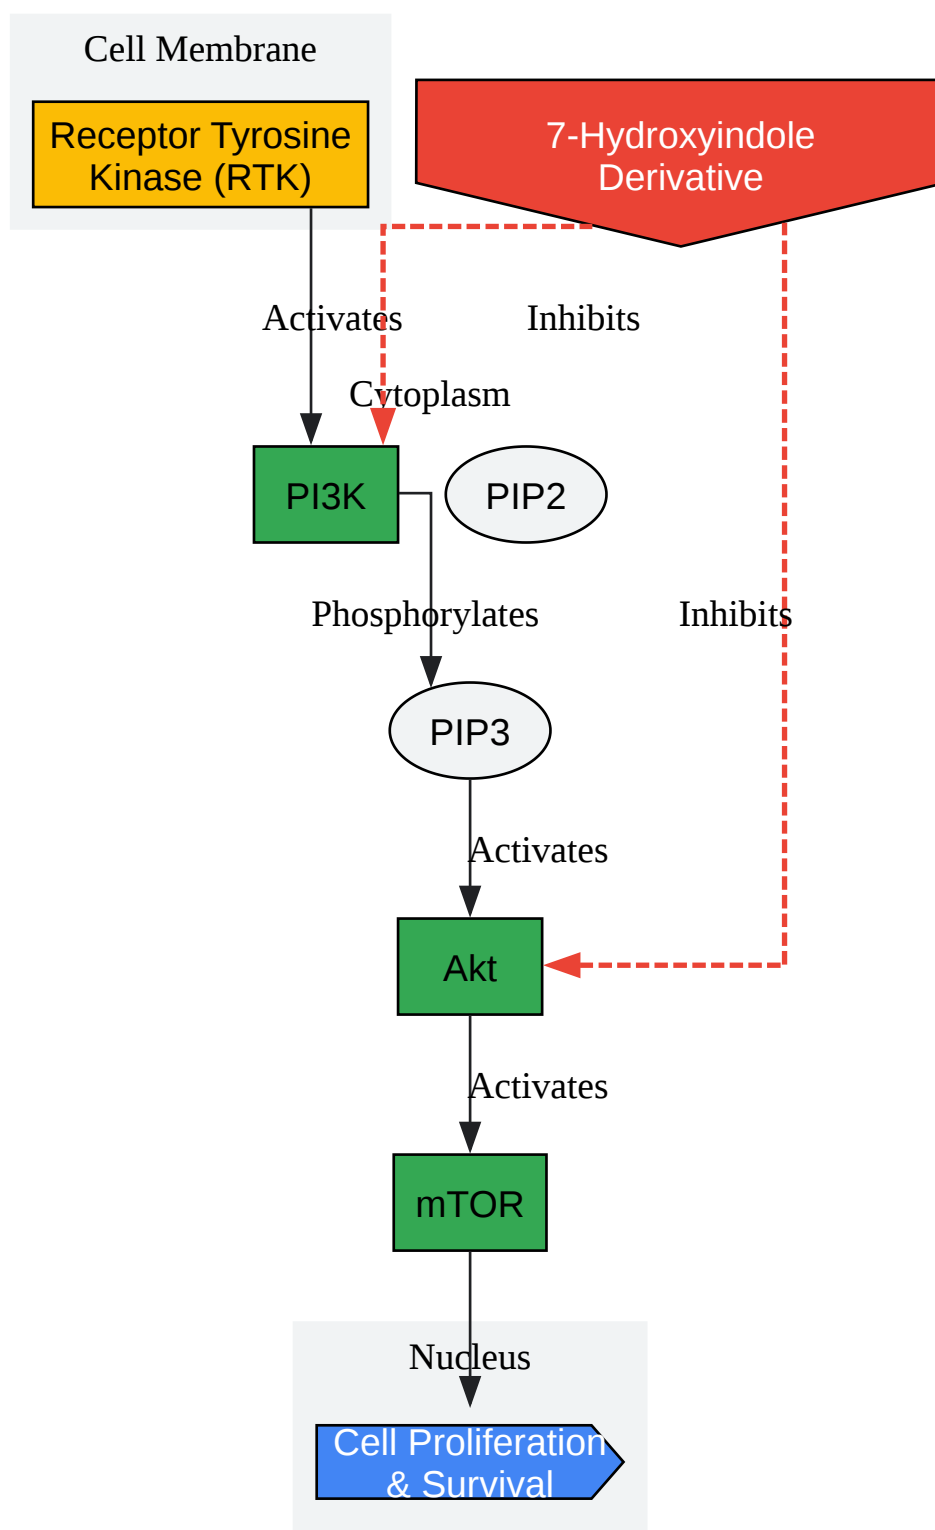 Cell Membrane
Receptor Tyrosine
Kinase (RTK)
7-Hydroxyindole
Derivative
Activates
Inhibits
Cytoplasm
PI3K
PIP2
Phosphorylates
Inhibits
PIP3
Activates
Akt
Activates
mTOR
Nucleus
Cell Proliferation
& Survival